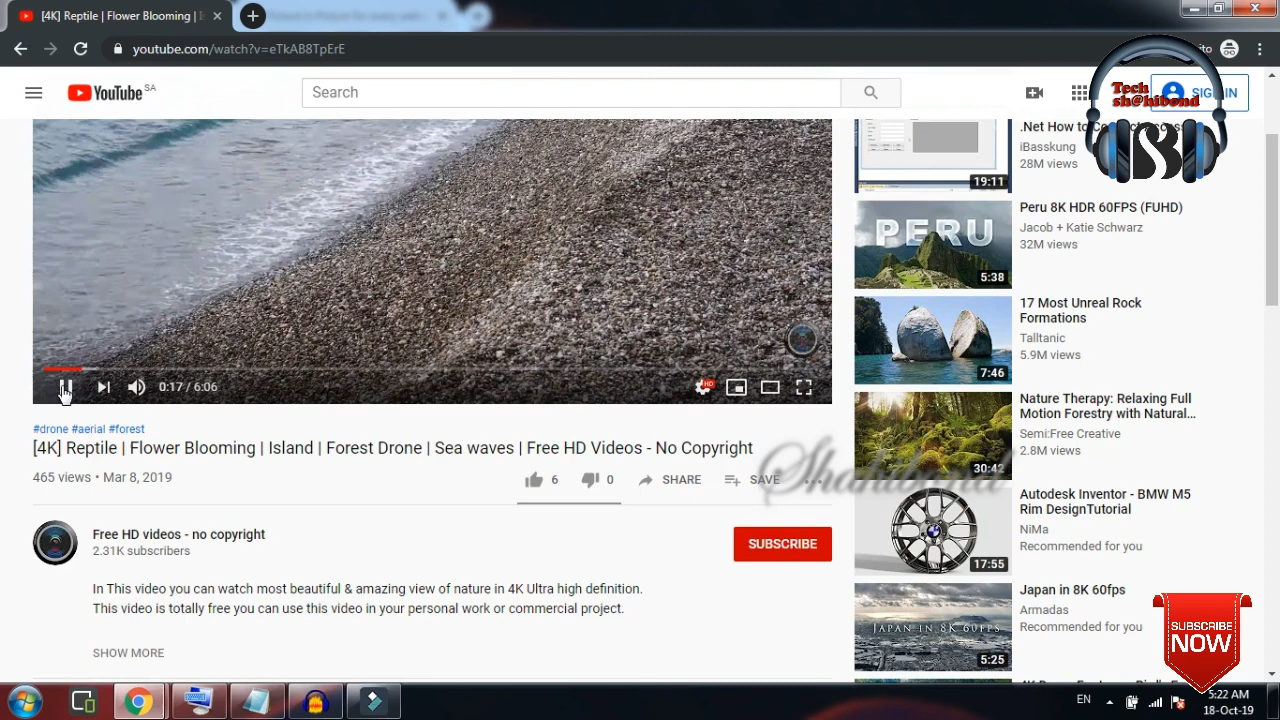 [4K] Reptile | Flower Blooming | I
youtube.com/watch?v=eTkAB8TpErE
YouTube SA
Search
SIGN IN
Tech
sh@hibond
SB
.Net How to
iBasskung
28M views
19:11
PERU
5:38
Peru 8K HDR 60FPS (FUHD)
Jacob + Katie Schwarz
32M views
7:46
17 Most Unreal Rock
Formations
Talltanic
5.9M views
30:42
Nature Therapy: Relaxing Full
Motion Forestry with Natural...
Semi:Free Creative
2.8M views
17:55
Autodesk Inventor - BMW M5
Rim DesignTutorial
NiMa
Recommended for you
JAPAN IN 8K 60FPS
5:25
Japan in 8K 60fps
Armadas
Recommended for you
0:17 / 6:06
HD
#drone #aerial #forest
[4K] Reptile | Flower Blooming | Island | Forest Drone | Sea waves | Free HD Videos - No Copyright
465 views • Mar 8, 2019
6
0
SHARE
SAVE
Shahibond
Free HD videos - no copyright
2.31K subscribers
SUBSCRIBE
In This video you can watch most beautiful & amazing view of nature in 4K Ultra high definition.
This video is totally free you can use this video in your personal work or commercial project.
SHOW MORE
SUBSCRIBE
NOW
EN
5:22 AM
18-Oct-19